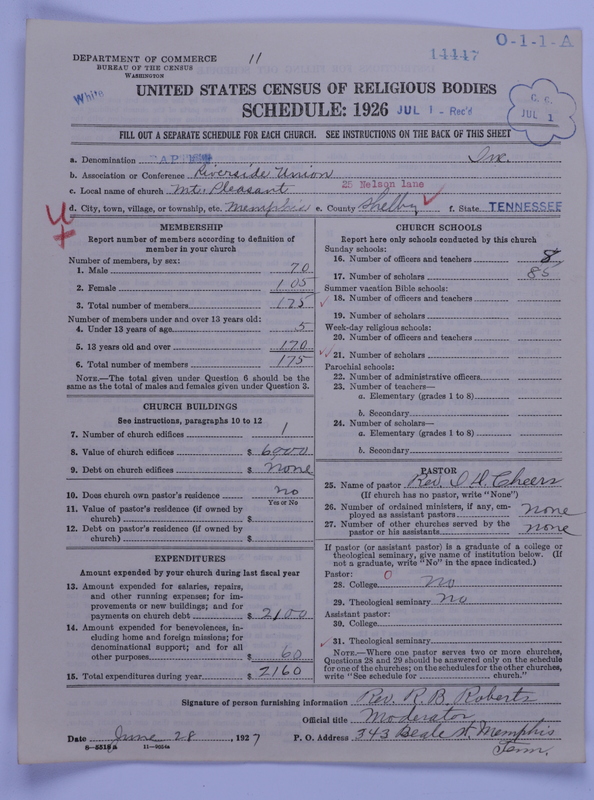 DEPARTMENT OF COMMERCE
BUREAU OF THE CENSUS
WASHINGTON
11
14447
O-1-1-A
White
UNITED STATES CENSUS OF RELIGIOUS BODIES
SCHEDULE: 1926 JUL 1 - Rec'd
C. C.
JUL 1
FILL OUT A SEPARATE SCHEDULE FOR EACH CHURCH. SEE INSTRUCTIONS ON THE BACK OF THIS SHEET
a. Denomination
b. Association or Conference Riverside Union
c. Local name of church Mt. Pleasant 25 Nelson lane
d. City, town, village, or township, etc. Memphis e. County Shelby f. State TENNESSEE
MEMBERSHIP
Report number of members according to definition of member in your church
Number of members, by sex:
1. Male 70
2. Female 105
3. Total number of members 175
Number of members under and over 13 years old:
4. Under 13 years of age 5
5. 13 years old and over 170
6. Total number of members 175
NOTE.—The total given under Question 6 should be the same as the total of males and females given under Question 3.
CHURCH BUILDINGS
See instructions, paragraphs 10 to 12
7. Number of church edifices 1
8. Value of church edifices $ 6000
9. Debt on church edifices $ None
10. Does church own pastor's residence no
Yes or No
11. Value of pastor's residence (if owned by church) $
12. Debt on pastor's residence (if owned by church) $
EXPENDITURES
Amount expended by your church during last fiscal year
13. Amount expended for salaries, repairs, and other running expenses; for improvements or new buildings; and for payments on church debt $ 2100
14. Amount expended for benevolences, including home and foreign missions; for denominational support; and for all other purposes $ 60
15. Total expenditures during year $ 2160
CHURCH SCHOOLS
Report here only schools conducted by this church
Sunday schools:
16. Number of officers and teachers 8
17. Number of scholars 85
Summer vacation Bible schools:
18. Number of officers and teachers
19. Number of scholars
Week-day religious schools:
20. Number of officers and teachers
21. Number of scholars
Parochial schools:
22. Number of administrative officers
23. Number of teachers—
a. Elementary (grades 1 to 8)
b. Secondary
24. Number of scholars—
a. Elementary (grades 1 to 8)
b. Secondary
PASTOR
25. Name of pastor Rev. I. H. Cheers
(If church has no pastor, write "None")
26. Number of ordained ministers, if any, employed as assistant pastors none
27. Number of other churches served by the pastor or his assistants none
If pastor (or assistant pastor) is a graduate of a college or theological seminary, give name of institution below. (If not a graduate, write "No" in the space indicated.)
Pastor:
28. College No
29. Theological seminary No
Assistant pastor:
30. College
31. Theological seminary
NOTE.—Where one pastor serves two or more churches, Questions 28 and 29 should be answered only on the schedule for one of the churches; on the schedules for the other churches, write "See schedule for church."
Signature of person furnishing information Rev. R. B. Roberts
Official title Moderator
Date June 28, 1927 P. O. Address 343 Beale St. Memphis
Tenn.
11—9054a